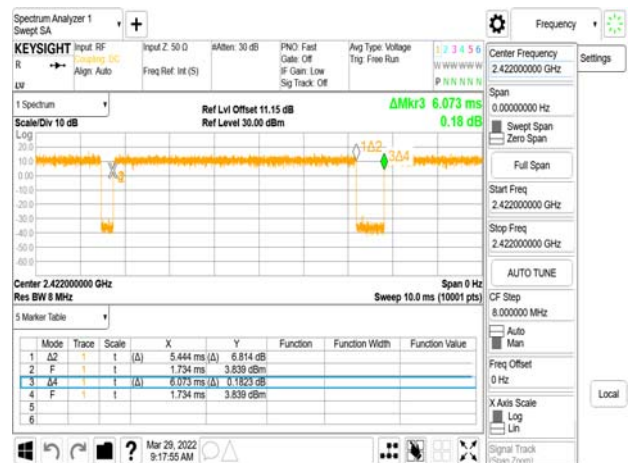 Spectrum Analyzer 1
Swept SA
+
Frequency
KEYSIGHT
R
Input: RF
Coupling: DC
Align: Auto
Input Z: 50 Ω
Freq Ref: Int (S)
#Atten: 30 dB
PNO: Fast
Gate: Off
IF Gain: Low
Sig Track: Off
Avg Type: Voltage
Trig: Free Run
1 2 3 4 5 6
W W W W W W
P N N N N N
Center Frequency
2.422000000 GHz
Settings
Span
0.00000000 Hz
Swept Span
Zero Span
Full Span
Start Freq
2.422000000 GHz
Stop Freq
2.422000000 GHz
AUTO TUNE
CF Step
8.000000 MHz
Auto
Man
Freq Offset
0 Hz
X Axis Scale
Log
Lin
Signal Track
(Span Zoom)
Local
1 Spectrum
Scale/Div 10 dB
Log
Ref Lvl Offset 11.15 dB
Ref Level 30.00 dBm
ΔMkr3 6.073 ms
0.18 dB
20.0
10.0
0.00
-10.0
-20.0
-30.0
-40.0
-50.0
-60.0
1Δ2
3Δ4
Center 2.422000000 GHz
Res BW 8 MHz
Span 0 Hz
Sweep 10.0 ms (10001 pts)
5 Marker Table
Mode Trace Scale X Y Function Function Width Function Value
1 Δ2 1 t (Δ) 5.444 ms (Δ) 6.814 dB
2 F 1 t 1.734 ms 3.839 dBm
3 Δ4 1 t (Δ) 6.073 ms (Δ) 0.1823 dB
4 F 1 t 1.734 ms 3.839 dBm
5
6
?
Mar 29, 2022
9:17:55 AM